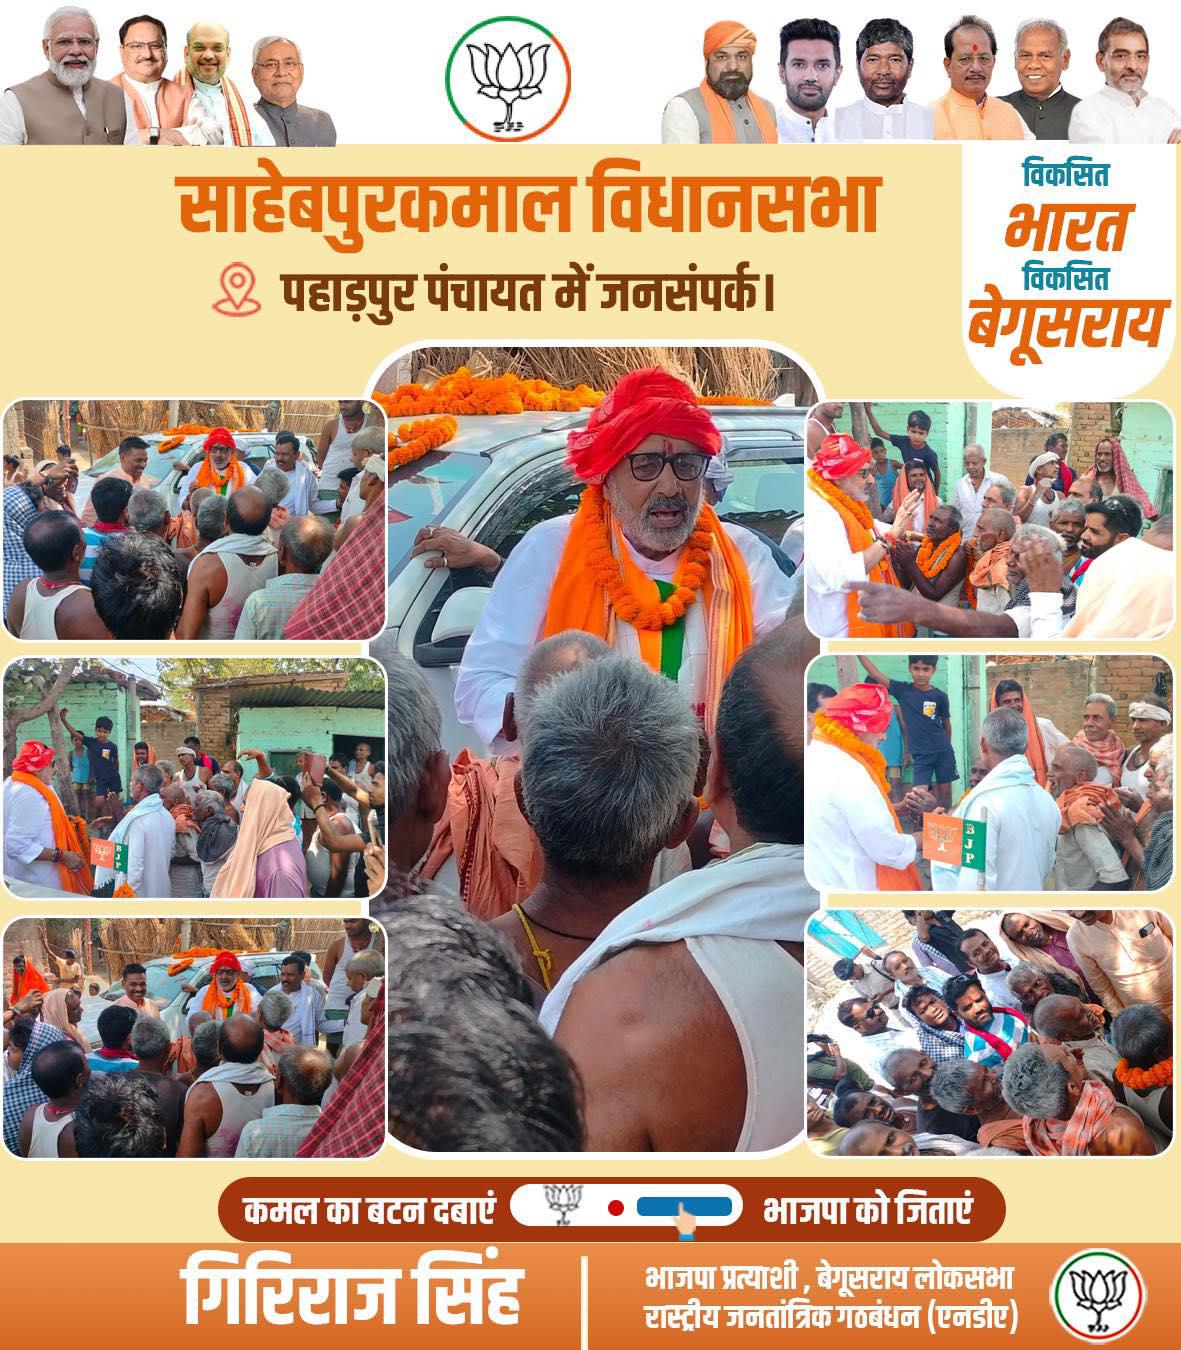 साहेबपुरकमाल विधानसभा
पहाड़पुर पंचायत में जनसंपर्क।
विकसित
भारत
विकसित
बेगूसराय
BJP
BJP
कमल का बटन दबाएं
भाजपा को जिताएं
गिरिराज सिंह
भाजपा प्रत्याशी , बेगूसराय लोकसभा
रास्ट्रीय जनतांत्रिक गठबंधन (एनडीए)